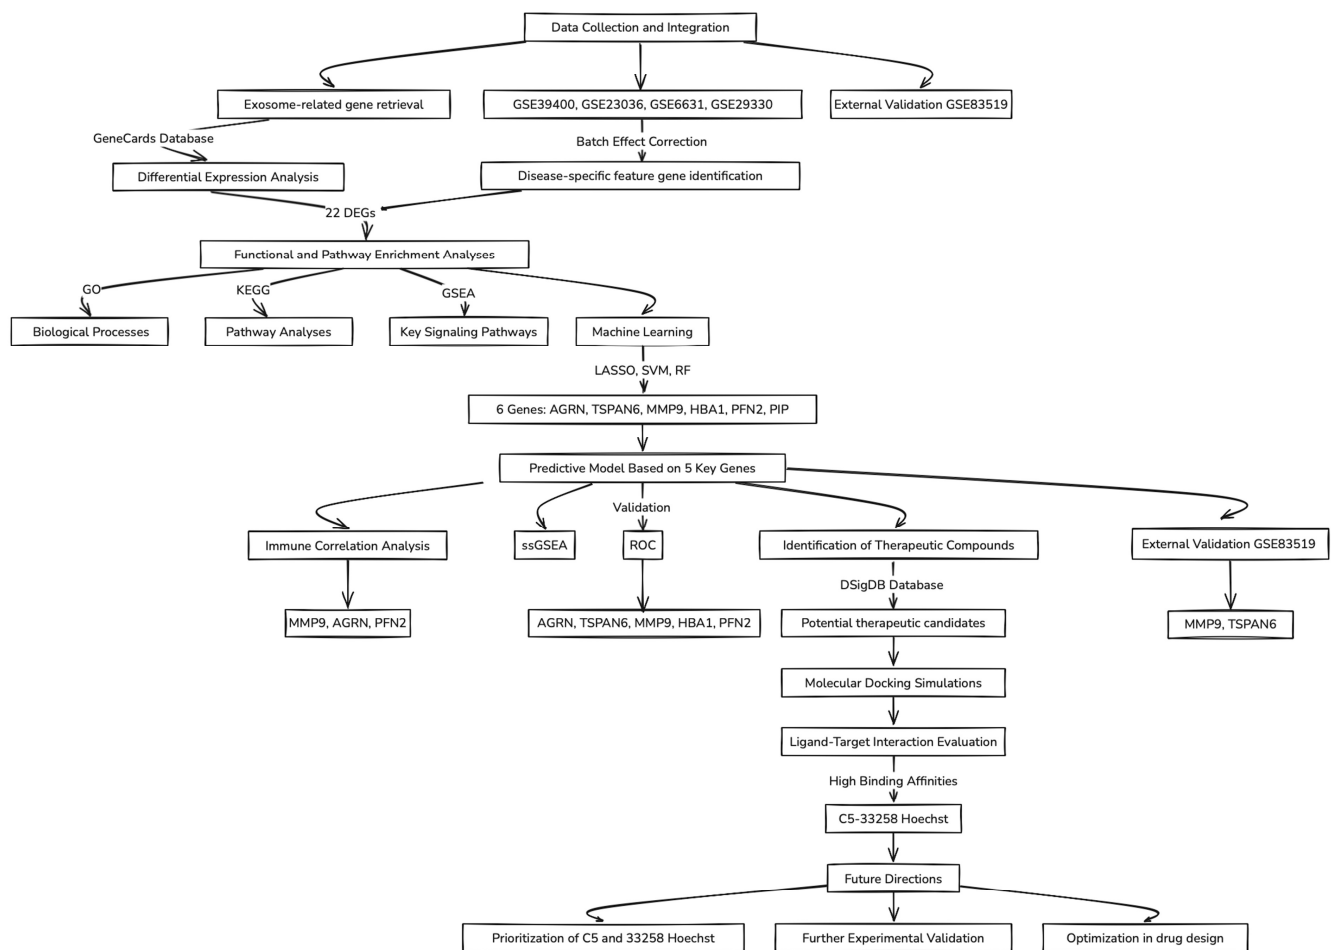 Data Collection and Integration
Exosome-related gene retrieval
GSE39400, GSE23036, GSE6631, GSE29330
External Validation GSE83519
GeneCards Database
Batch Effect Correction
Differential Expression Analysis
Disease-specific feature gene identification
22 DEGs
Functional and Pathway Enrichment Analyses
GO
KEGG
GSEA
Biological Processes
Pathway Analyses
Key Signaling Pathways
Machine Learning
LASSO, SVM, RF
6 Genes: AGRN, TSPAN6, MMP9, HBA1, PFN2, PIP
Predictive Model Based on 5 Key Genes
Validation
Immune Correlation Analysis
ssGSEA
ROC
Identification of Therapeutic Compounds
External Validation GSE83519
DSigDB Database
MMP9, AGRN, PFN2
AGRN, TSPAN6, MMP9, HBA1, PFN2
Potential therapeutic candidates
MMP9, TSPAN6
Molecular Docking Simulations
Ligand-Target Interaction Evaluation
High Binding Affinities
C5-33258 Hoechst
Future Directions
Prioritization of C5 and 33258 Hoechst
Further Experimental Validation
Optimization in drug design